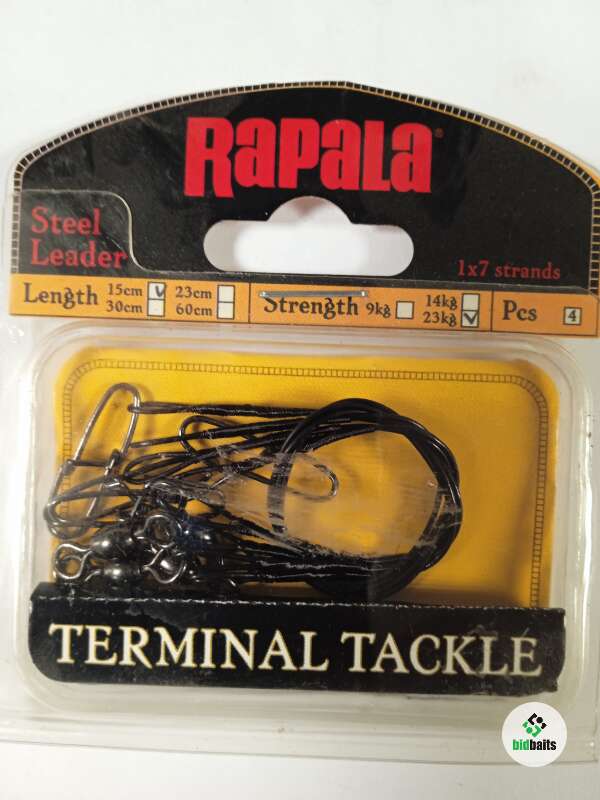 RAPALA®
Steel
Leader
1x7 strands
Length 15cm 23cm
30cm 60cm
Strength 9kg 14kg
23kg
Pcs 4
TERMINAL TACKLE
bidbaits